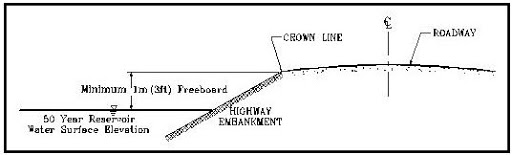 ℄
CROWN LINE
ROADWAY
Minimum 1m (3ft) Freeboard
HIGHWAY
EMBANKMENT
50 Year Reservoir
Water Surface Elevation